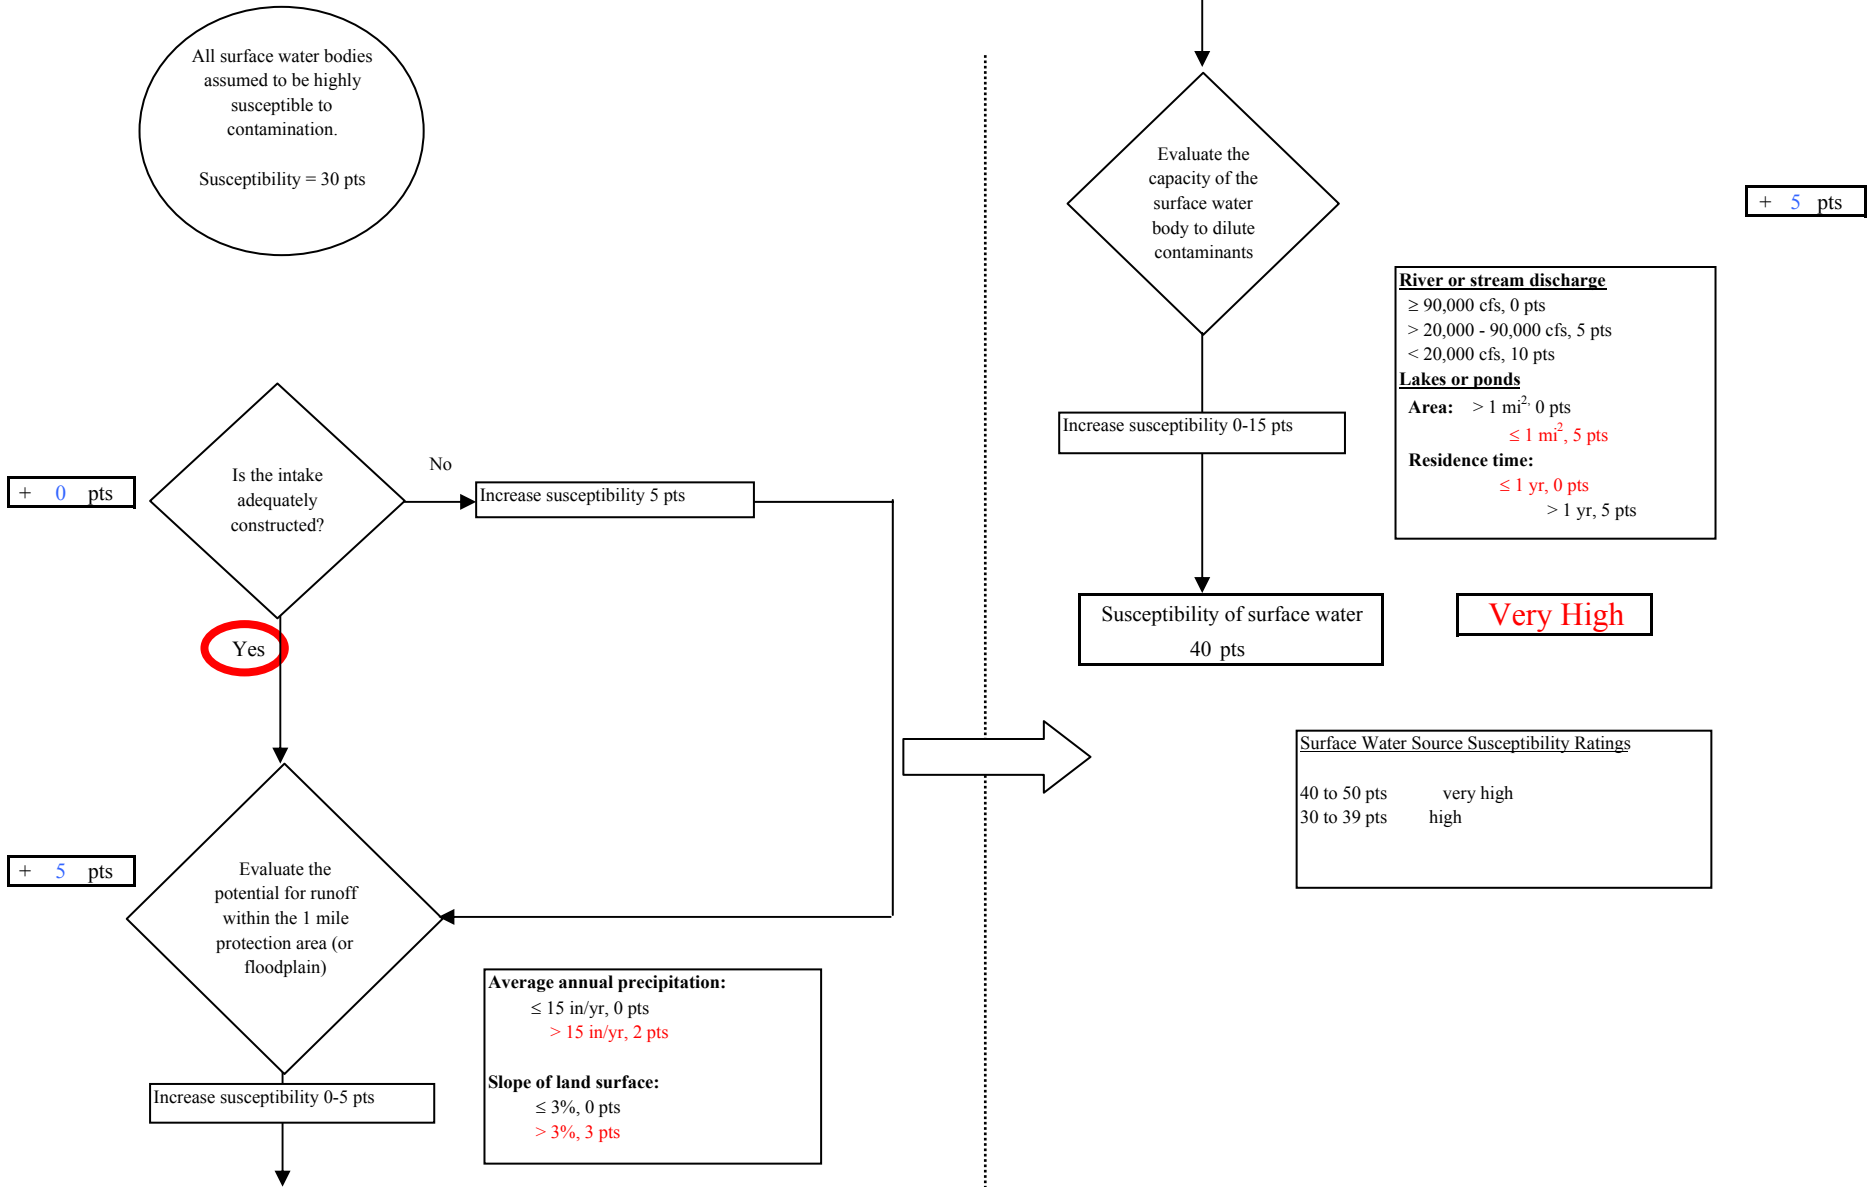 All surface water bodies
assumed to be highly
susceptible to
contamination.
Susceptibility = 30 pts
+ 0 pts
Is the intake
adequately
constructed?
No
Increase susceptibility 5 pts
Yes
+ 5 pts
Evaluate the
potential for runoff
within the 1 mile
protection area (or
floodplain)
Increase susceptibility 0-5 pts
Average annual precipitation:
≤ 15 in/yr, 0 pts
> 15 in/yr, 2 pts
Slope of land surface:
≤ 3%, 0 pts
> 3%, 3 pts
Evaluate the
capacity of the
surface water
body to dilute
contaminants
+ 5 pts
River or stream discharge
≥ 90,000 cfs, 0 pts
> 20,000 - 90,000 cfs, 5 pts
< 20,000 cfs, 10 pts
Lakes or ponds
Area: > 1 mi², 0 pts
≤ 1 mi², 5 pts
Residence time:
≤ 1 yr, 0 pts
> 1 yr, 5 pts
Increase susceptibility 0-15 pts
Susceptibility of surface water
40 pts
Very High
Surface Water Source Susceptibility Ratings
40 to 50 pts very high
30 to 39 pts high